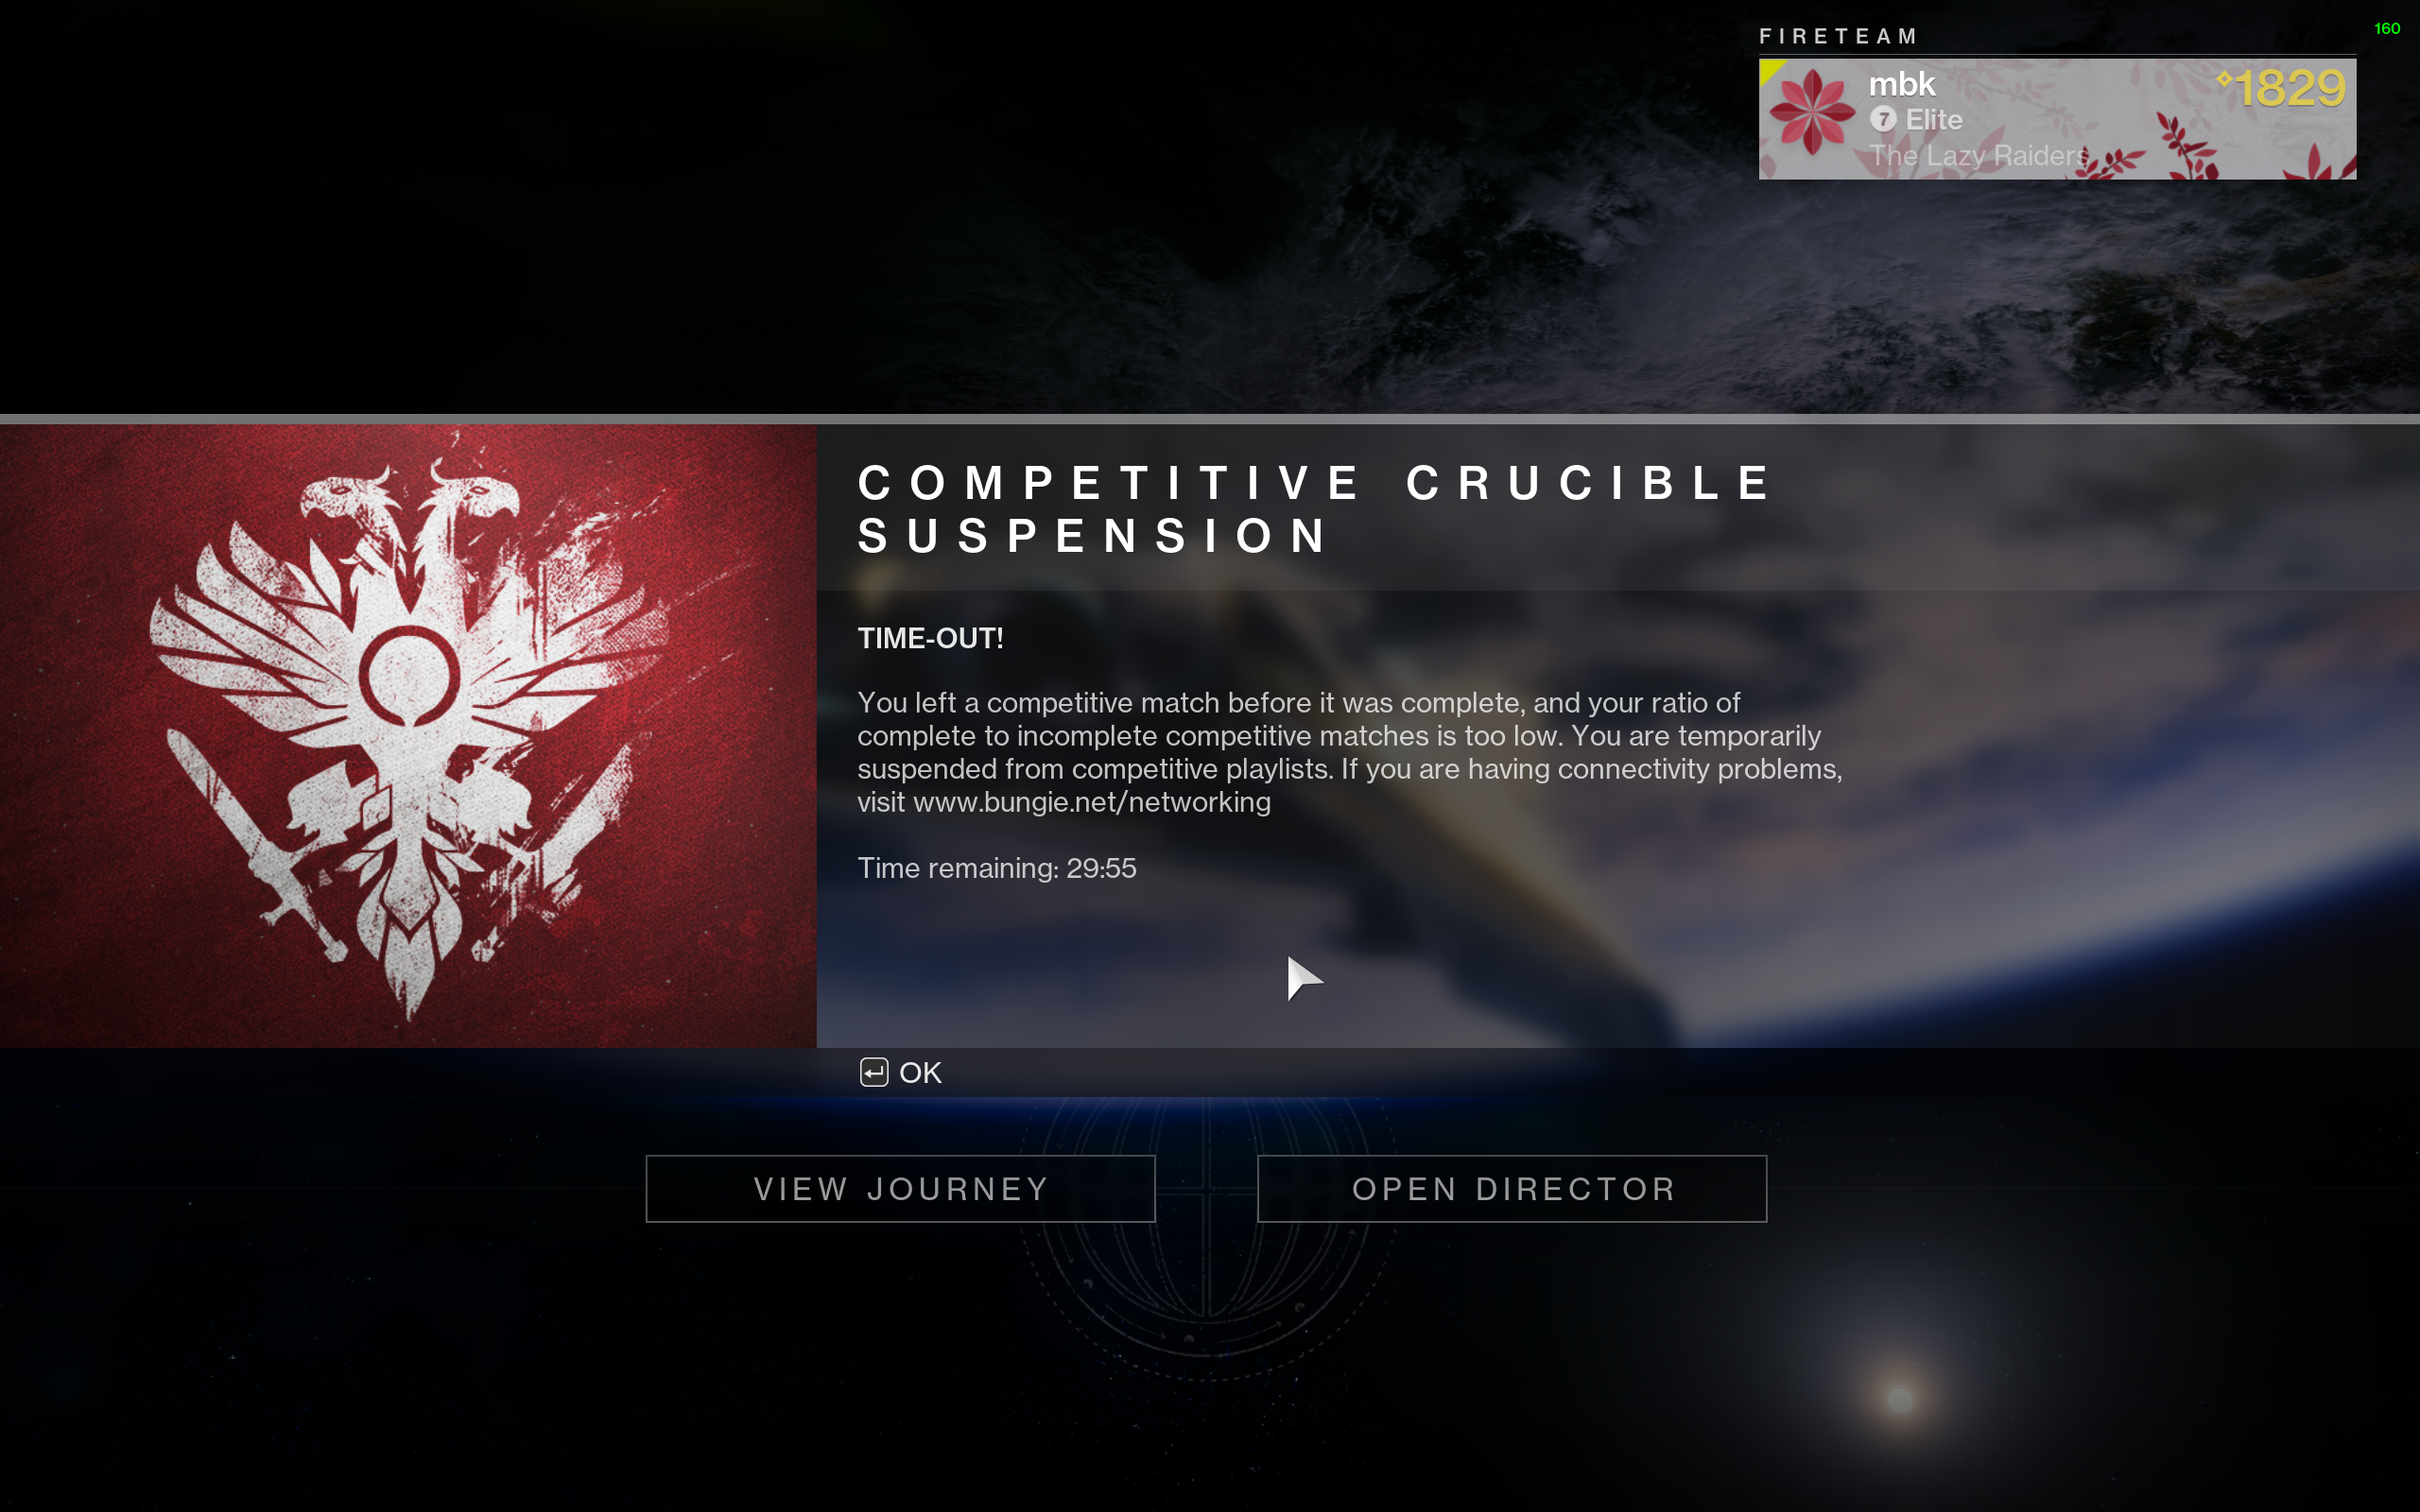 FIRETEAM
160
mbk
1829
7 Elite
The Lazy Raiders
COMPETITIVE CRUCIBLE
SUSPENSION
TIME-OUT!
You left a competitive match before it was complete, and your ratio of
complete to incomplete competitive matches is too low. You are temporarily
suspended from competitive playlists. If you are having connectivity problems,
visit www.bungie.net/networking
Time remaining: 29:55
OK
VIEW JOURNEY
OPEN DIRECTOR